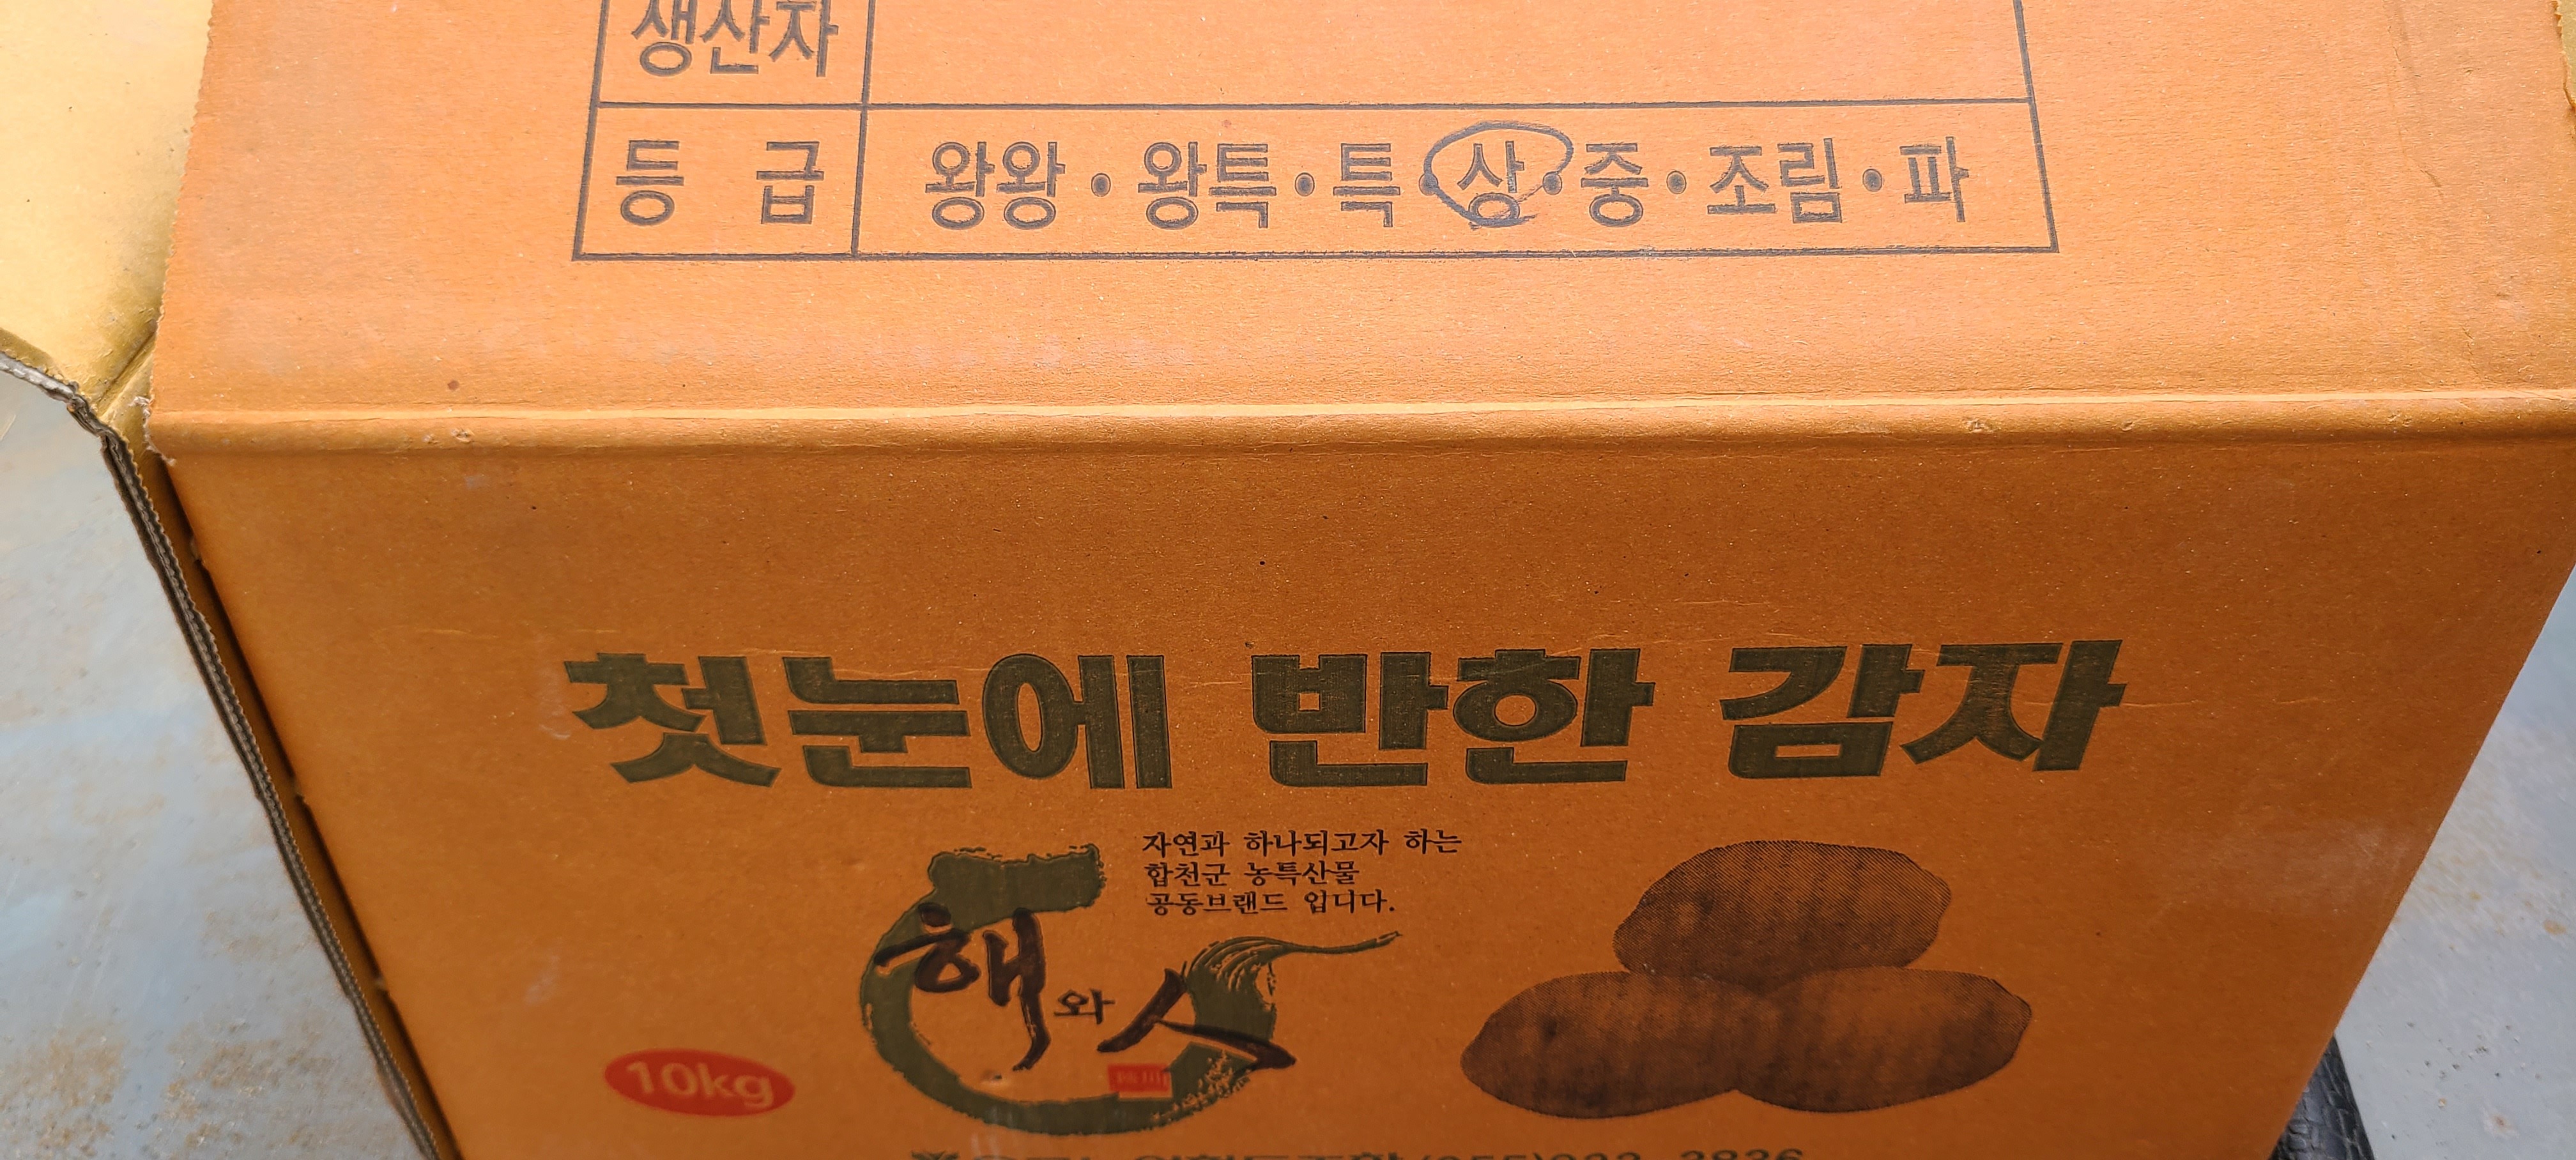 생산자
등 급 왕왕·왕특·특·상·중·조림·파
첫눈에 반한 감자
자연과 하나되고자 하는
합천군 농특산물
공동브랜드 입니다.
해와人
10kg